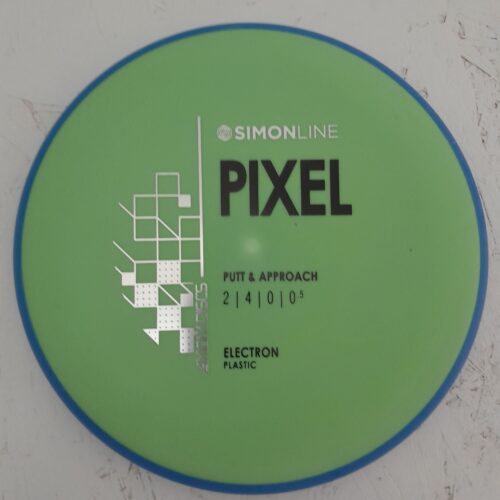 SIMONLINE
PIXEL
PUTT & APPROACH
2 | 4 | 0 | 0.5
ELECTRON
PLASTIC
AXIOM DISCS